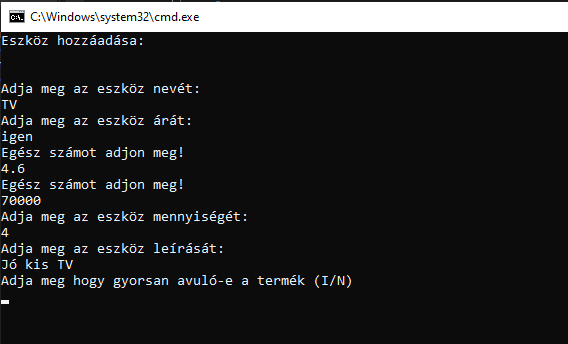 C:\Windows\system32\cmd.exe
Eszköz hozzáadása:
Adja meg az eszköz nevét:
TV
Adja meg az eszköz árát:
igen
Egész számot adjon meg!
4.6
Egész számot adjon meg!
70000
Adja meg az eszköz mennyiségét:
4
Adja meg az eszköz leírását:
Jó kis TV
Adja meg hogy gyorsan avuló-e a termék (I/N)